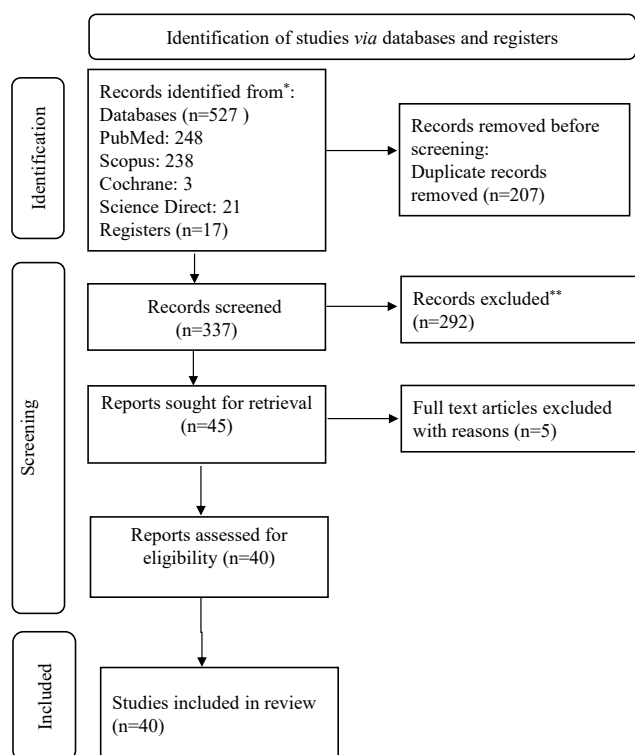 Identification of studies via databases and registers
Identification
Records identified from*:
Databases (n=527 )
PubMed: 248
Scopus: 238
Cochrane: 3
Science Direct: 21
Registers (n=17)
Records removed before
screening:
Duplicate records
removed (n=207)
Screening
Records screened
(n=337)
Records excluded**
(n=292)
Reports sought for retrieval
(n=45)
Full text articles excluded
with reasons (n=5)
Reports assessed for
eligibility (n=40)
Included
Studies included in review
(n=40)